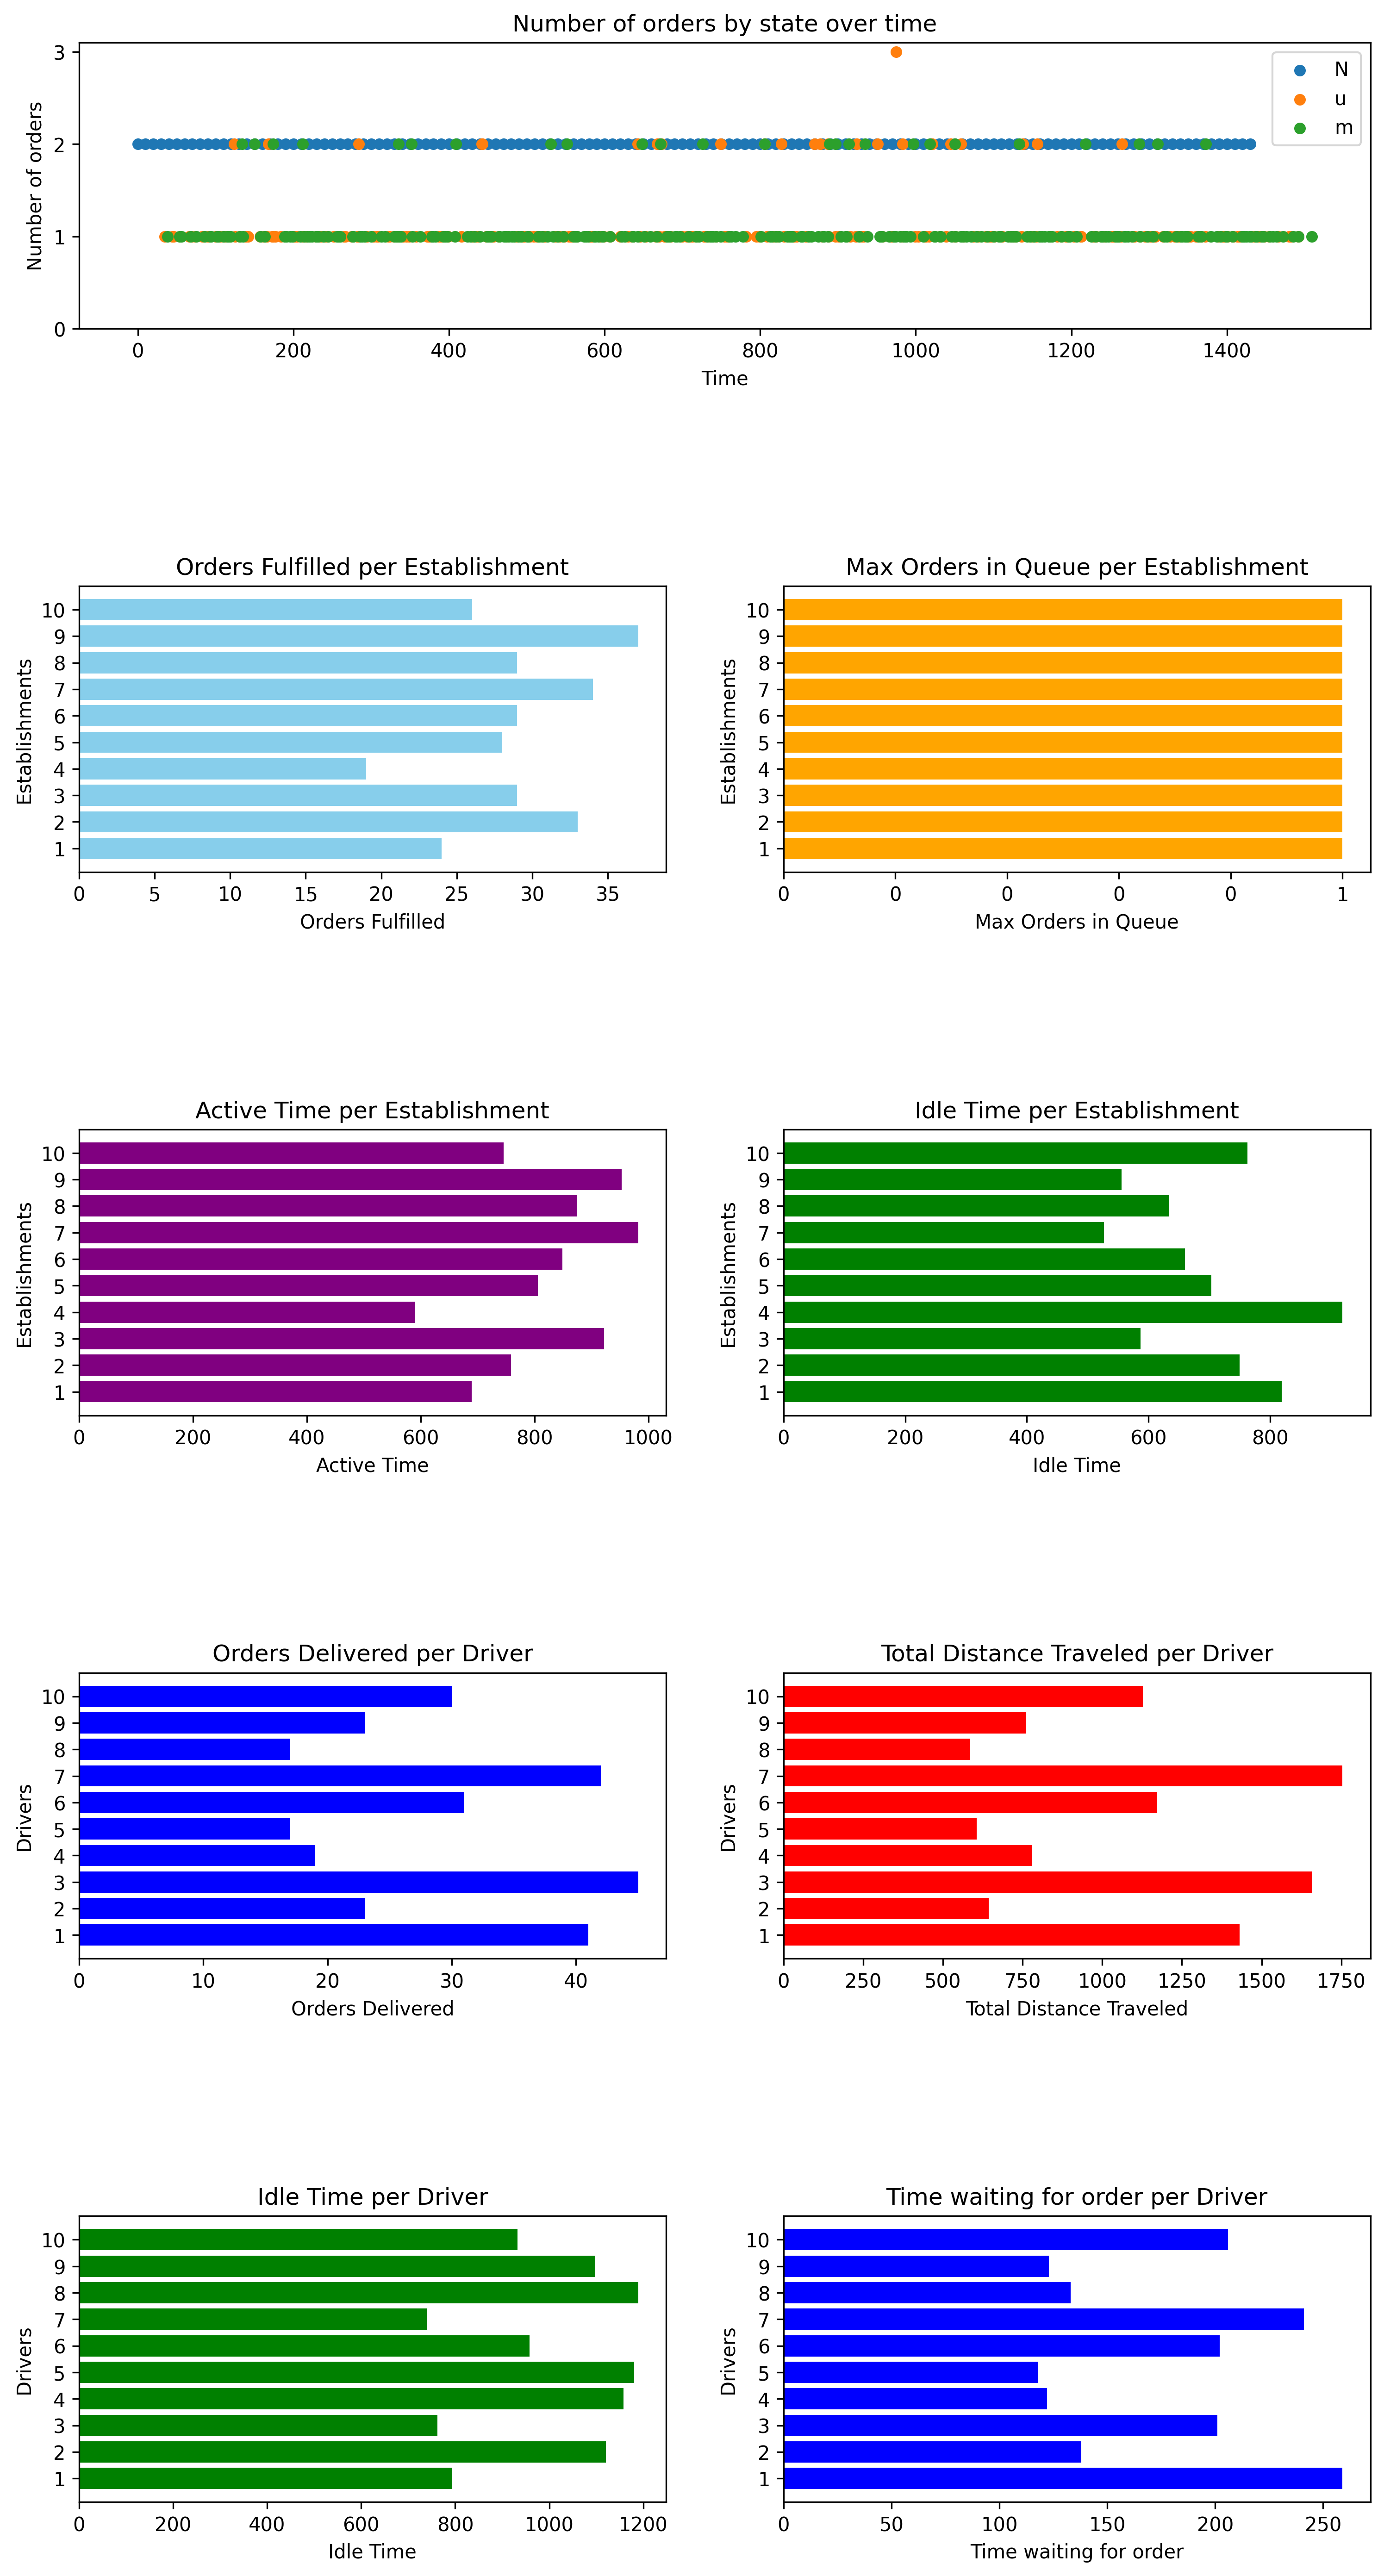 Number of orders by state over time
Number of orders
3
2
1
0
N
u
m
0 200 400 600 800 1000 1200 1400
Time
Orders Fulfilled per Establishment
Establishments
10
9
8
7
6
5
4
3
2
1
0 5 10 15 20 25 30 35
Orders Fulfilled
Max Orders in Queue per Establishment
Establishments
10
9
8
7
6
5
4
3
2
1
0 0 0 0 0 1
Max Orders in Queue
Active Time per Establishment
Establishments
10
9
8
7
6
5
4
3
2
1
0 200 400 600 800 1000
Active Time
Idle Time per Establishment
Establishments
10
9
8
7
6
5
4
3
2
1
0 200 400 600 800
Idle Time
Orders Delivered per Driver
Drivers
10
9
8
7
6
5
4
3
2
1
0 10 20 30 40
Orders Delivered
Total Distance Traveled per Driver
Drivers
10
9
8
7
6
5
4
3
2
1
0 250 500 750 1000 1250 1500 1750
Total Distance Traveled
Idle Time per Driver
Drivers
10
9
8
7
6
5
4
3
2
1
0 200 400 600 800 1000 1200
Idle Time
Time waiting for order per Driver
Drivers
10
9
8
7
6
5
4
3
2
1
0 50 100 150 200 250
Time waiting for order